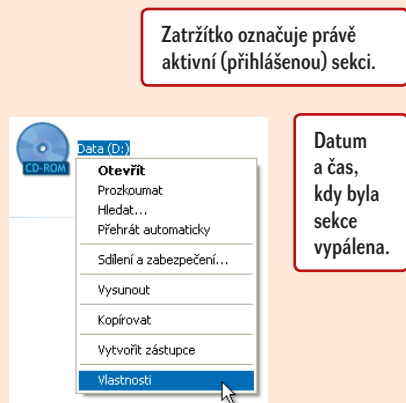 Zatržítko označuje právě
aktivní (přihlášenou) sekci.
CD-ROM
Data (D:)
Otevřít
Prozkoumat
Hledat...
Přehrát automaticky
Sdílení a zabezpečení...
Vysunout
Kopírovat
Vytvořit zástupce
Vlastnosti
Datum
a čas,
kdy byla
sekce
vypálena.